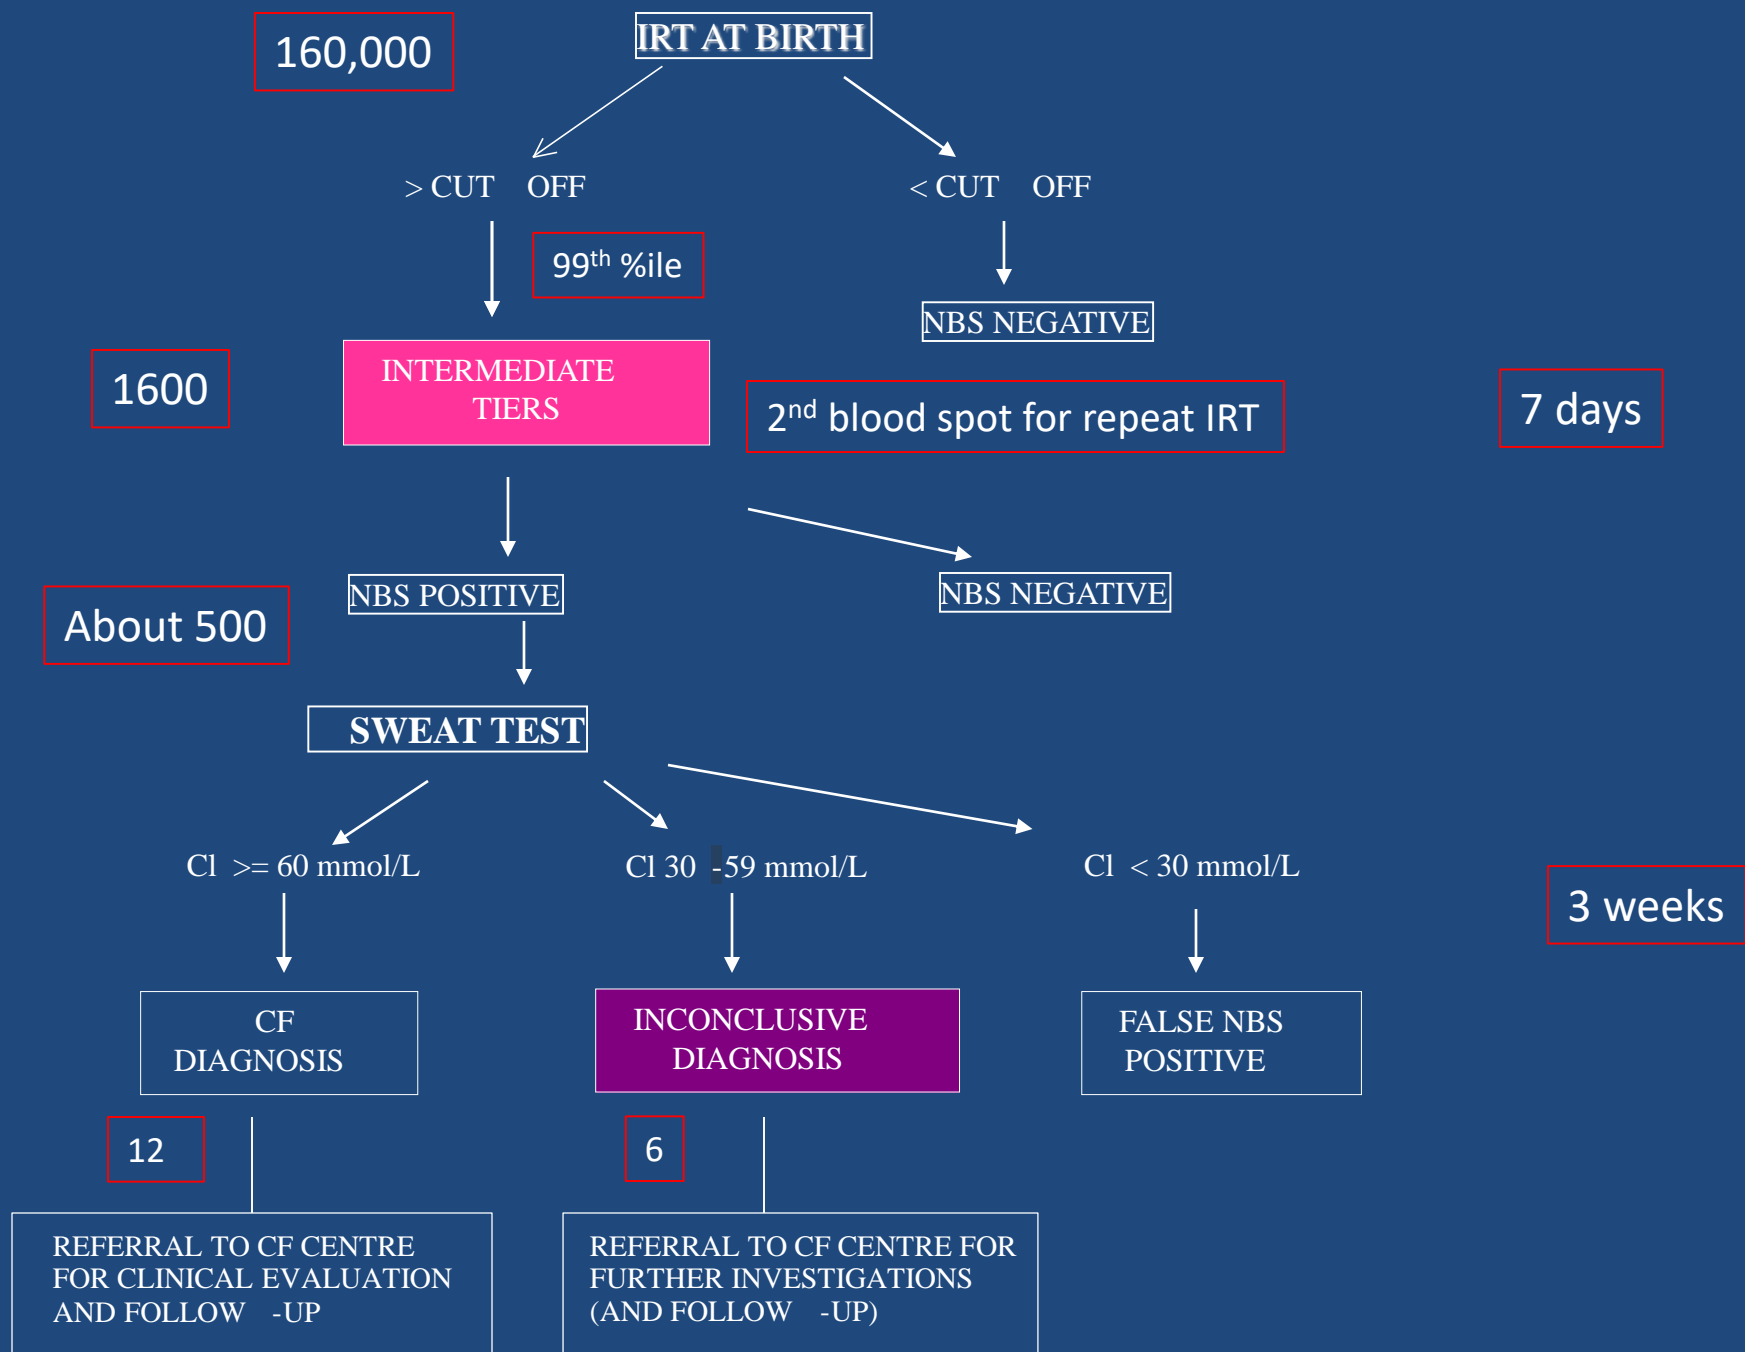 160,000
IRT AT BIRTH
> CUT OFF
< CUT OFF
99th %ile
NBS NEGATIVE
1600
INTERMEDIATE
TIERS
2nd blood spot for repeat IRT
7 days
NBS POSITIVE
NBS NEGATIVE
About 500
SWEAT TEST
Cl >= 60 mmol/L
Cl 30 -59 mmol/L
Cl < 30 mmol/L
3 weeks
CF
DIAGNOSIS
INCONCLUSIVE
DIAGNOSIS
FALSE NBS
POSITIVE
12
6
REFERRAL TO CF CENTRE
FOR CLINICAL EVALUATION
AND FOLLOW -UP
REFERRAL TO CF CENTRE FOR
FURTHER INVESTIGATIONS
(AND FOLLOW -UP)